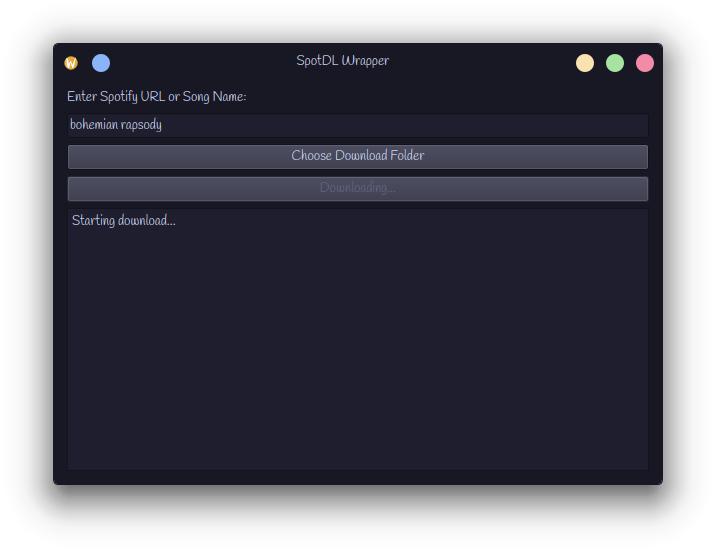 SpotDL Wrapper
Enter Spotify URL or Song Name:
bohemian rapsody
Choose Download Folder
Downloading...
Starting download...